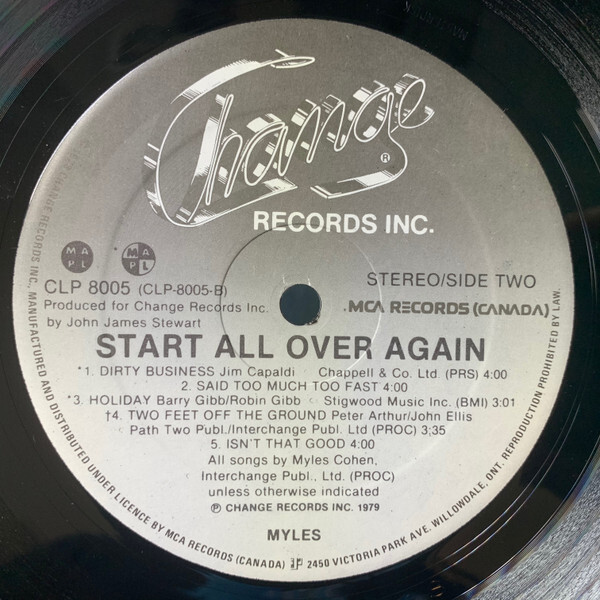 Change ®
RECORDS INC.
M A P L
M A P L
CLP 8005 (CLP-8005-B)
STEREO/SIDE TWO
Produced for Change Records Inc.
by John James Stewart
MCA RECORDS (CANADA)
START ALL OVER AGAIN
*1. DIRTY BUSINESS Jim Capaldi Chappell & Co. Ltd (PRS) 4:00
2. SAID TOO MUCH TOO FAST 4:00
*3. HOLIDAY Barry Gibb/Robin Gibb Stigwood Music Inc. (BMI) 3:01
†4. TWO FEET OFF THE GROUND Peter Arthur/John Ellis
Path Two Publ./Interchange Publ. Ltd (PROC) 3:35
5. ISN'T THAT GOOD 4:00
All songs by Myles Cohen,
Interchange Publ., Ltd. (PROC)
unless otherwise indicated
℗ CHANGE RECORDS INC. 1979
MYLES
CHANGE RECORDS INC., MANUFACTURED AND DISTRIBUTED UNDER LICENCE BY MCA RECORDS (CANADA) 2450 VICTORIA PARK AVE. WILLOWDALE, ONT. REPRODUCTION PROHIBITED BY LAW.